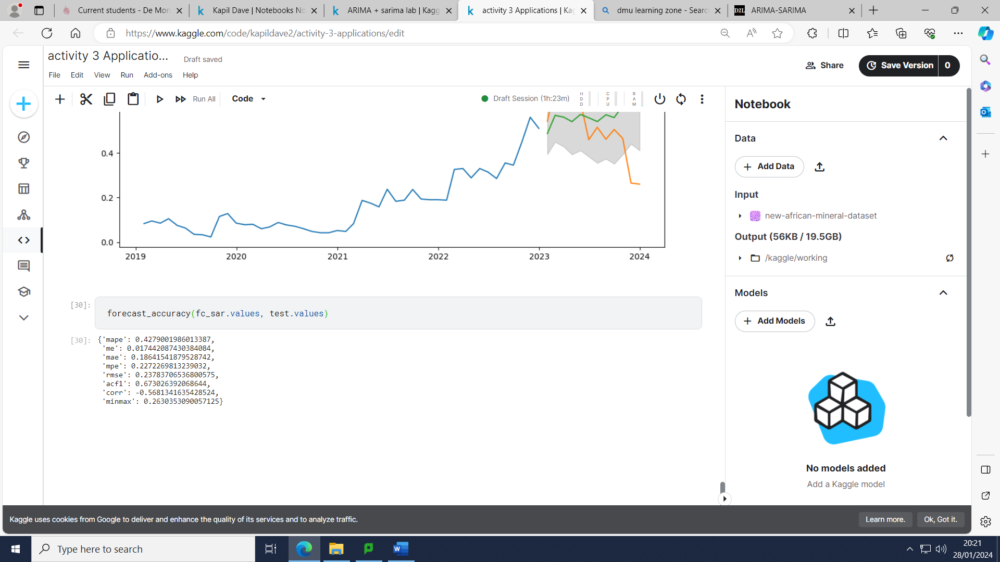 Current students - De Mon
Kapil Dave | Notebooks No
ARIMA + sarima lab | Kagg
activity 3 Applications | Kag
dmu learning zone - Search
D2L ARIMA-SARIMA
https://www.kaggle.com/code/kapildave2/activity-3-applications/edit
activity 3 Applicatio...
Draft saved
File Edit View Run Add-ons Help
Share
Save Version 0
Run All Code
Draft Session (1h:23m)
HDD
CPU
RAM
0.4
0.2
0.0
2019 2020 2021 2022 2023 2024
[30]:
forecast_accuracy(fc_sar.values, test.values)
[30]:
{'mape': 0.4279001986013387,
'me': 0.017442087430384084,
'mae': 0.18641541879528742,
'mpe': 0.2272269813239032,
'rmse': 0.23783706536800575,
'acf1': 0.673026392068644,
'corr': -0.5681341635428524,
'minmax': 0.2630353090057125}
Notebook
Data
+ Add Data
Input
new-african-mineral-dataset
Output (56KB / 19.5GB)
/kaggle/working
Models
+ Add Models
No models added
Add a Kaggle model
Kaggle uses cookies from Google to deliver and enhance the quality of its services and to analyze traffic.
Learn more.
Ok, Got it.
Type here to search
20:21
28/01/2024